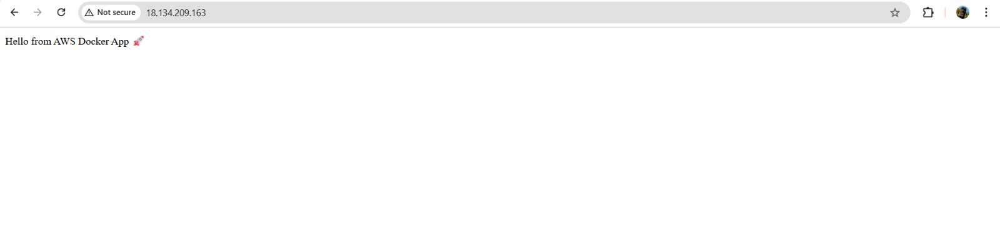 Not secure 18.134.209.163
Hello from AWS Docker App 🚀